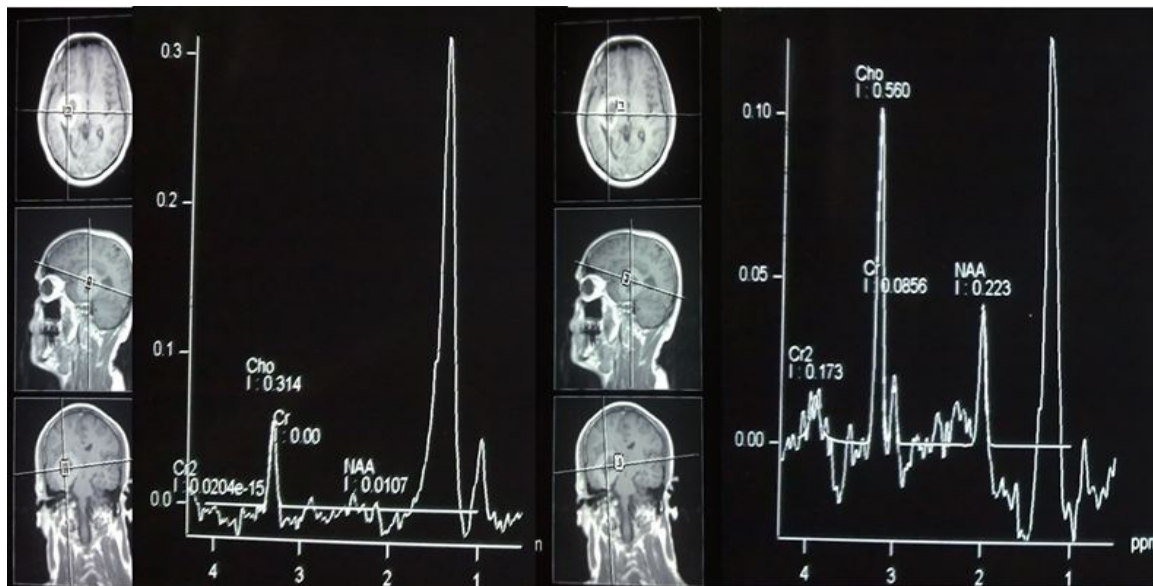 0.3
0.2
0.1
0.0
Cho
I : 0.314
Cr
I : 0.00
Cr2
I : 0.0204e-15
NAA
I : 0.0107
4 3 2 1
0.10
0.05
0.00
Cho
I : 0.560
Cr
I : 0.0856
NAA
I : 0.223
Cr2
I : 0.173
4 3 2 1
ppm